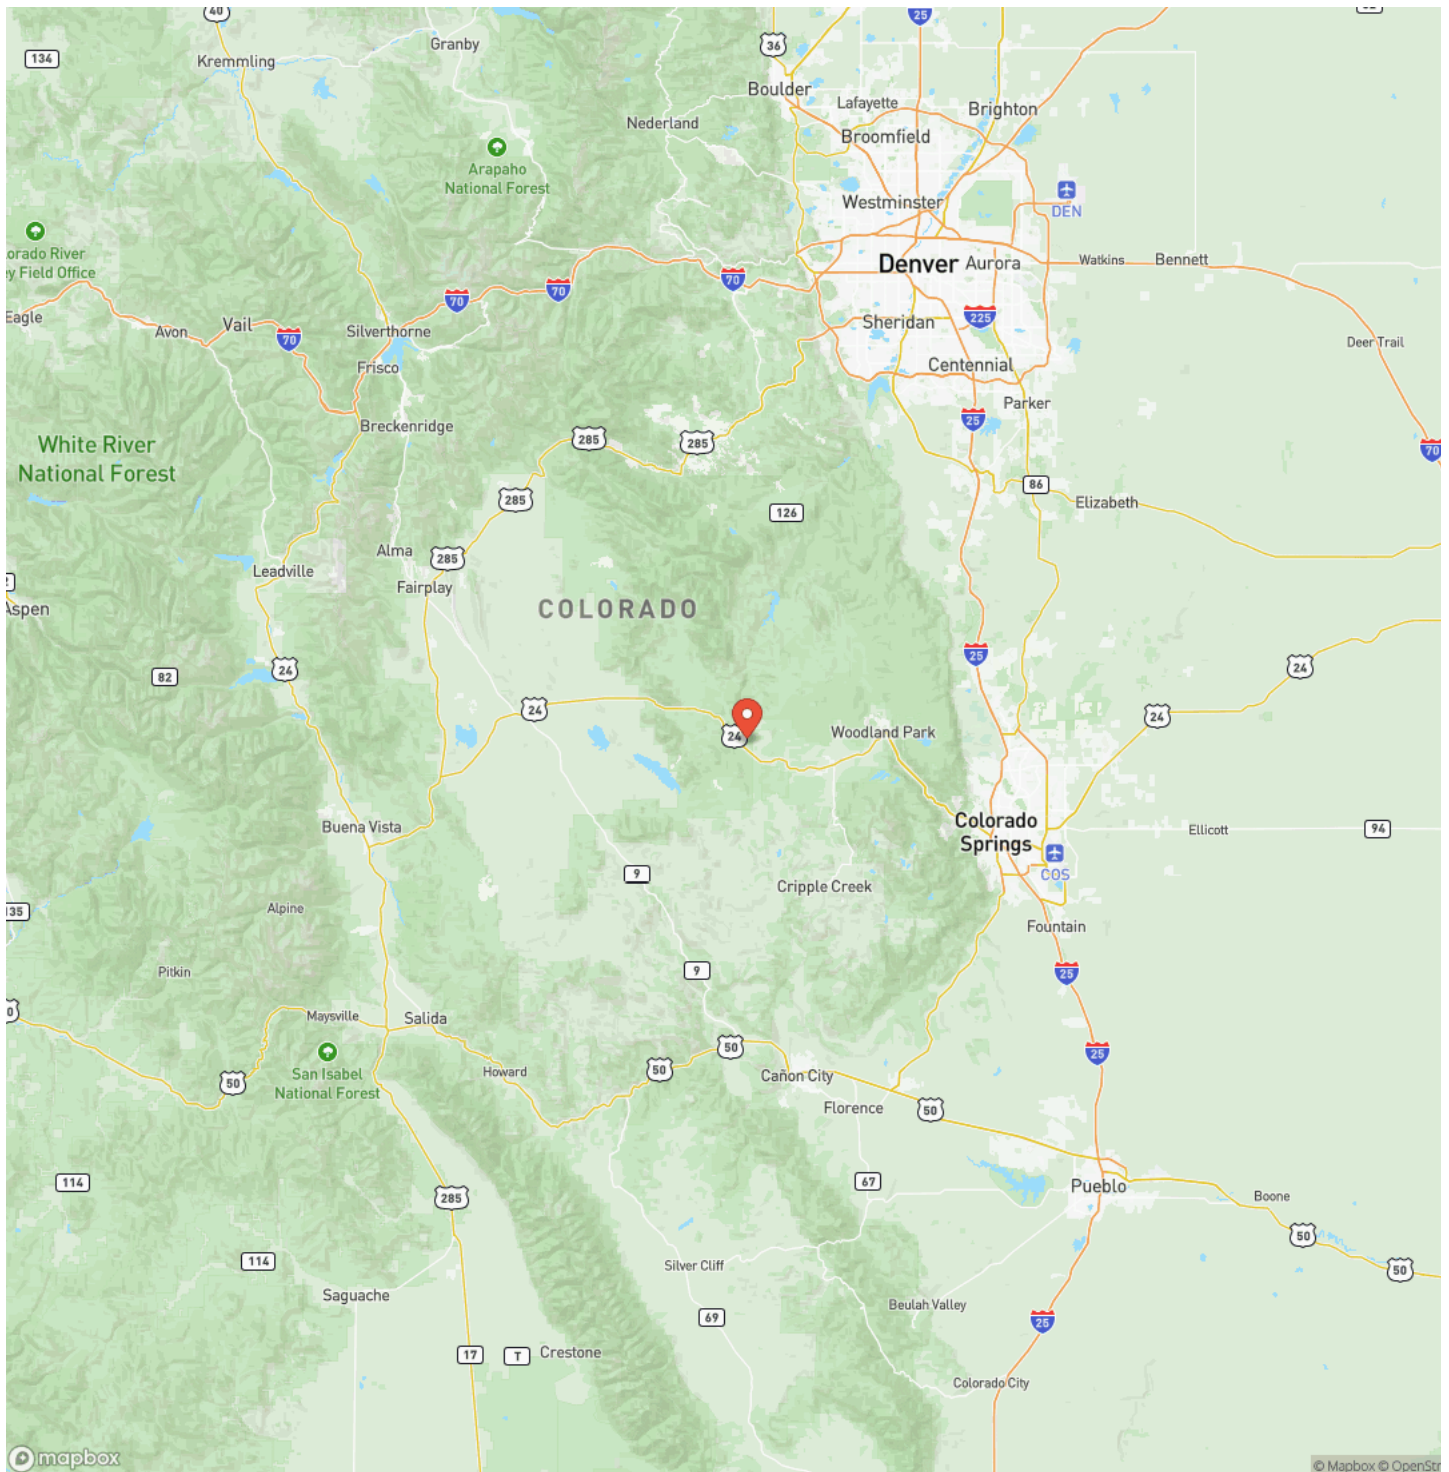 40
Granby
25
134
Kremmling
36
Boulder
Lafayette
Brighton
Nederland
Broomfield
Arapaho
National Forest
Westminster
DEN
orado River
ey Field Office
Denver
Aurora
Watkins
Bennett
70
70
70
Eagle
Avon
Vail
Silverthorne
70
Sheridan
225
Deer Trail
Frisco
Centennial
Parker
Breckenridge
25
White River
National Forest
285
285
70
285
86
Elizabeth
126
Alma
285
Leadville
Fairplay
2
Aspen
COLORADO
25
24
24
82
24
24
24
Woodland Park
Buena Vista
Colorado
Springs
Ellicott
94
COS
9
Cripple Creek
135
Alpine
Fountain
Pitkin
9
25
0
Maysville
Salida
50
25
San Isabel
National Forest
50
Howard
50
Cañon City
Florence
50
114
285
67
Pueblo
Boone
50
114
Silver Cliff
50
Saguache
Beulah Valley
69
25
17
T
Crestone
Colorado City
mapbox
© Mapbox © OpenStr